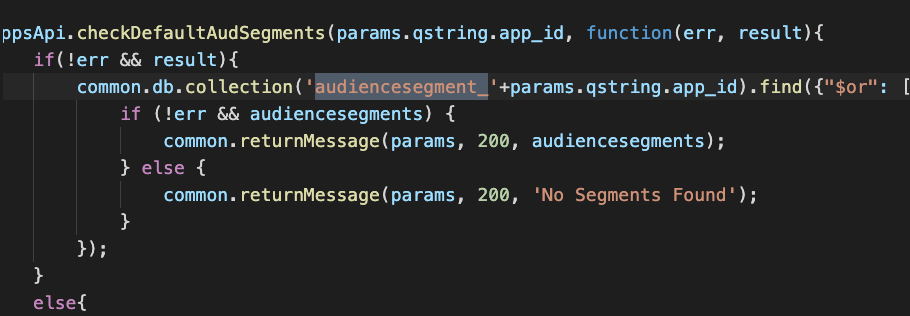 ppsApi.checkDefaultAudSegments(params.qstring.app_id, function(err, result){
if(!err && result){
common.db.collection('audiencesegment_'+params.qstring.app_id).find({"$or": [
if (!err && audiencesegments) {
common.returnMessage(params, 200, audiencesegments);
} else {
common.returnMessage(params, 200, 'No Segments Found');
}
});
}
else{